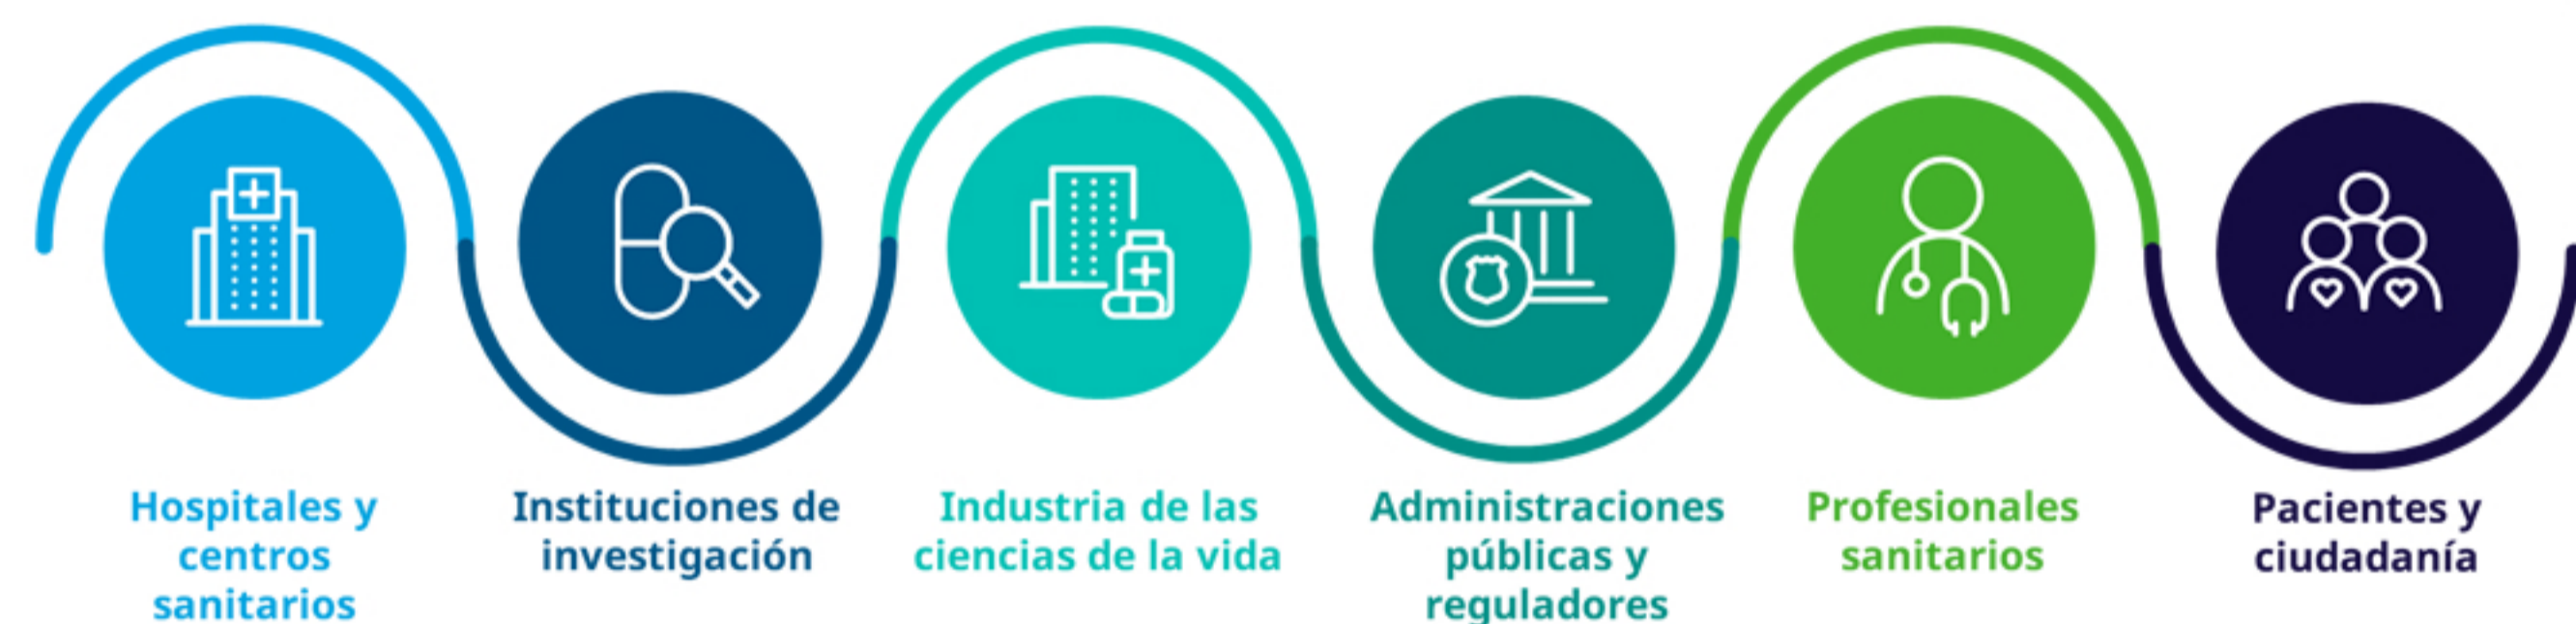 Hospitales y
centros
sanitarios
Instituciones de
investigación
Industria de las
ciencias de la vida
Administraciones
públicas y
reguladores
Profesionales
sanitarios
Pacientes y
ciudadanía